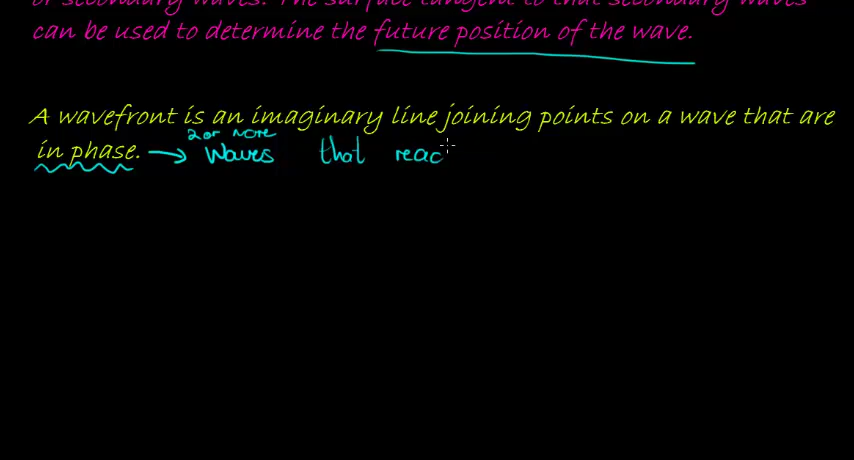 of secondary waves. The surface tangent to that secondary waves
can be used to determine the future position of the wave.
A wavefront is an imaginary line joining points on a wave that are
2 or more
in phase. → Waves that reac